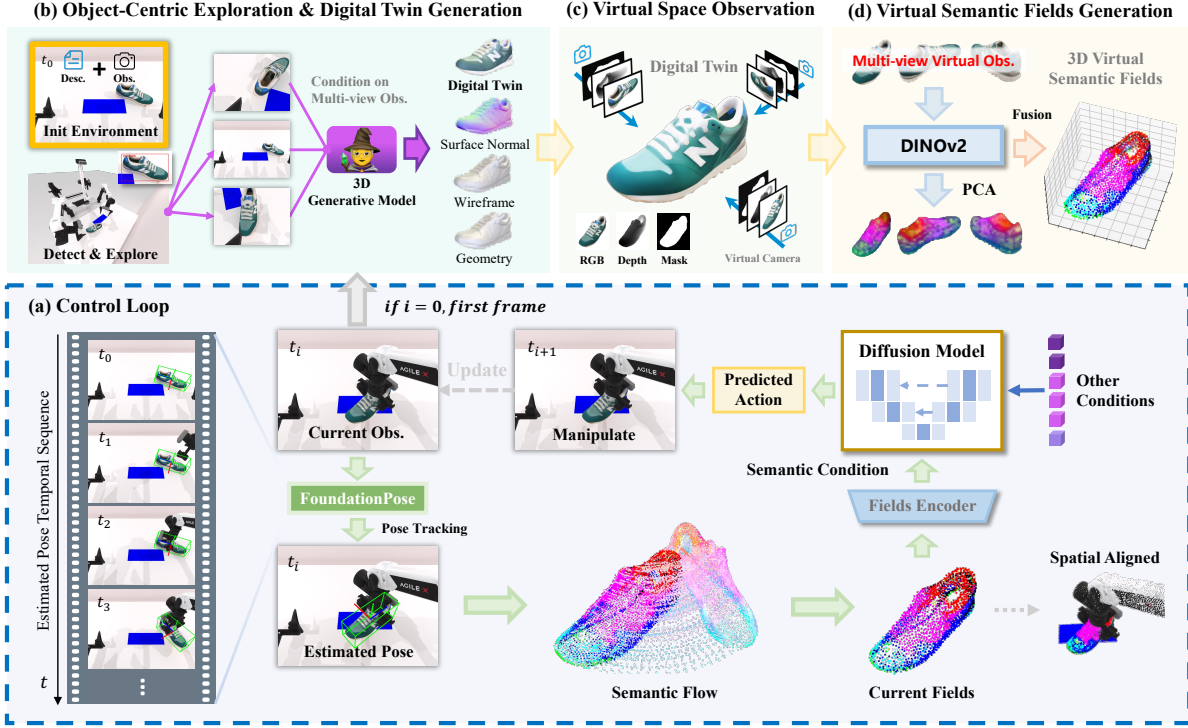 (b) Object-Centric Exploration & Digital Twin Generation
t0
Desc.
+
Obs.
Init Environment
Detect & Explore
Condition on
Multi-view Obs.
3D
Generative Model
Digital Twin
Surface Normal
Wireframe
Geometry
(c) Virtual Space Observation
Digital Twin
N
RGB
Depth
Mask
Virtual Camera
(d) Virtual Semantic Fields Generation
Multi-view Virtual Obs.
3D Virtual
Semantic Fields
DINOv2
Fusion
PCA
(a) Control Loop
if i = 0, first frame
Estimated Pose Temporal Sequence
t
t0
t1
t2
t3
ti
AGILE X
Current Obs.
Update
ti+1
AGILE X
Manipulate
Predicted
Action
Diffusion Model
Other
Conditions
FoundationPose
Pose Tracking
Semantic Condition
Fields Encoder
ti
AGILE X
Estimated Pose
Semantic Flow
Current Fields
Spatial Aligned